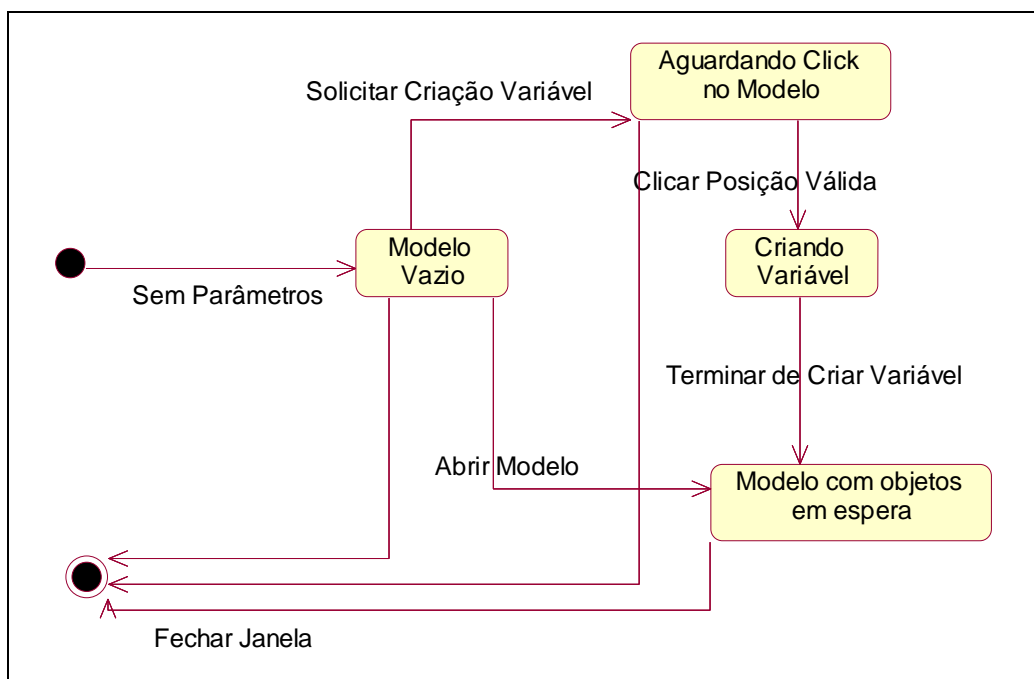 Aguardando Click
no Modelo
Solicitar Criação Variável
Clicar Posição Válida
Modelo
Vazio
Criando
Variável
Sem Parâmetros
Terminar de Criar Variável
Abrir Modelo
Modelo com objetos
em espera
Fechar Janela